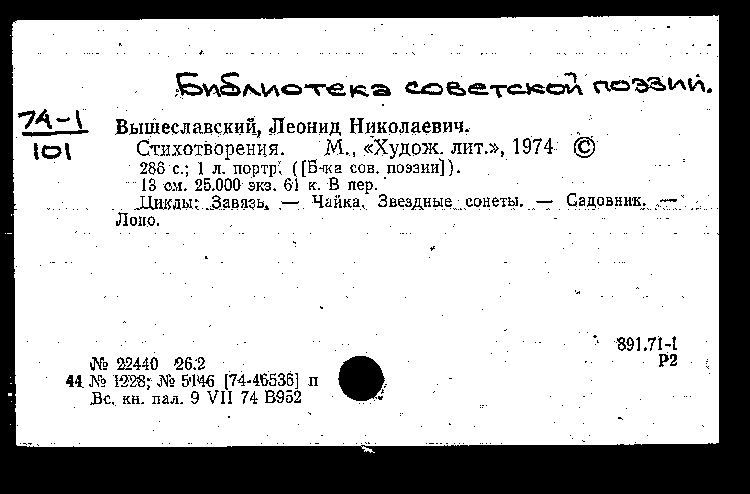 Библиотека советской поэзии.
74-1
101
Вышеславский, Леонид Николаевич.
Стихотворения. М., «Худож. лит.», 1974 ©
286 с.; 1 л. портр. ([Б-ка сов. поэзии]).
13 см. 25.000 экз. 61 к. В пер.
Циклы: Завязь. — Чайка. Звездные сонеты. — Садовник. —
Лоно.
891.71-1
Р2
№ 22440 26.2
44 № 1228; № 5146 [74-46536] п
Вс. кн. пал. 9 VII 74 В952